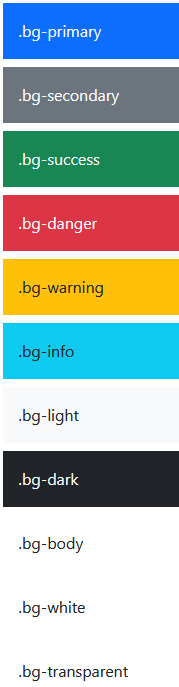 .bg-primary
.bg-secondary
.bg-success
.bg-danger
.bg-warning
.bg-info
.bg-light
.bg-dark
.bg-body
.bg-white
.bg-transparent